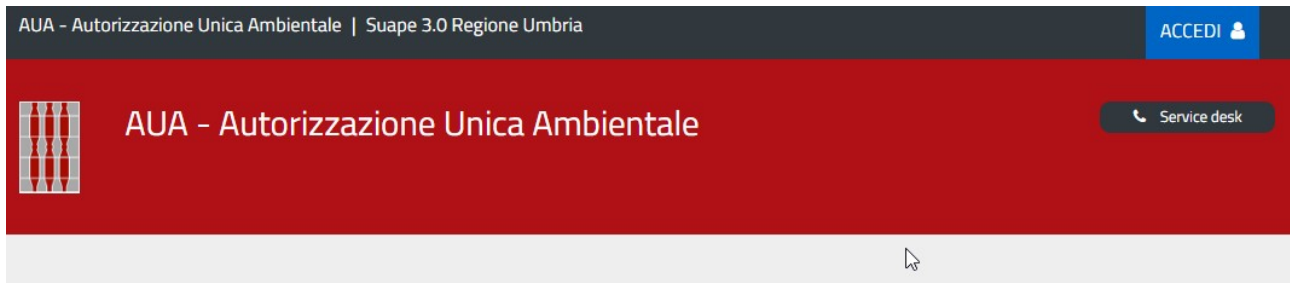 AUA - Autorizzazione Unica Ambientale | Suape 3.0 Regione Umbria
ACCEDI
AUA - Autorizzazione Unica Ambientale
Service desk